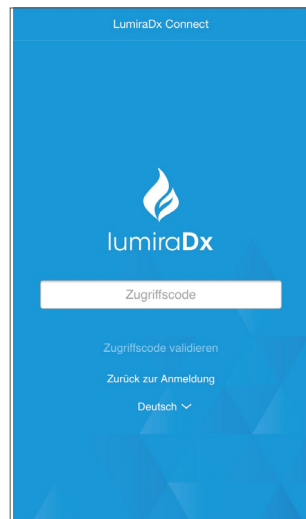 LumiraDx Connect
lumiraDx
Zugriffscode
Zugriffscode validieren
Zurück zur Anmeldung
Deutsch